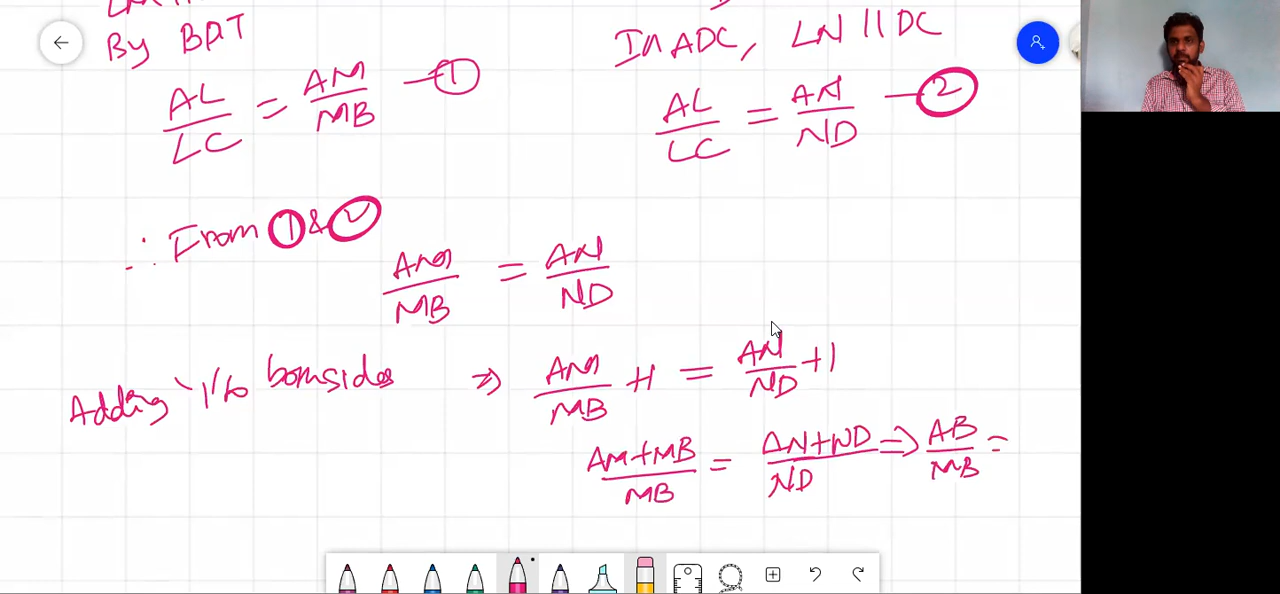 By BPT
AL/LC = AM/MB —①
In ADC, LN || DC
AL/LC = AN/ND —②
∴ From ① & ②
AM/MB = AN/ND
Adding '1' to both sides ⇒ AM/MB +1 = AN/ND +1
AM+MB/MB = AN+ND/ND ⇒ AB/MB =